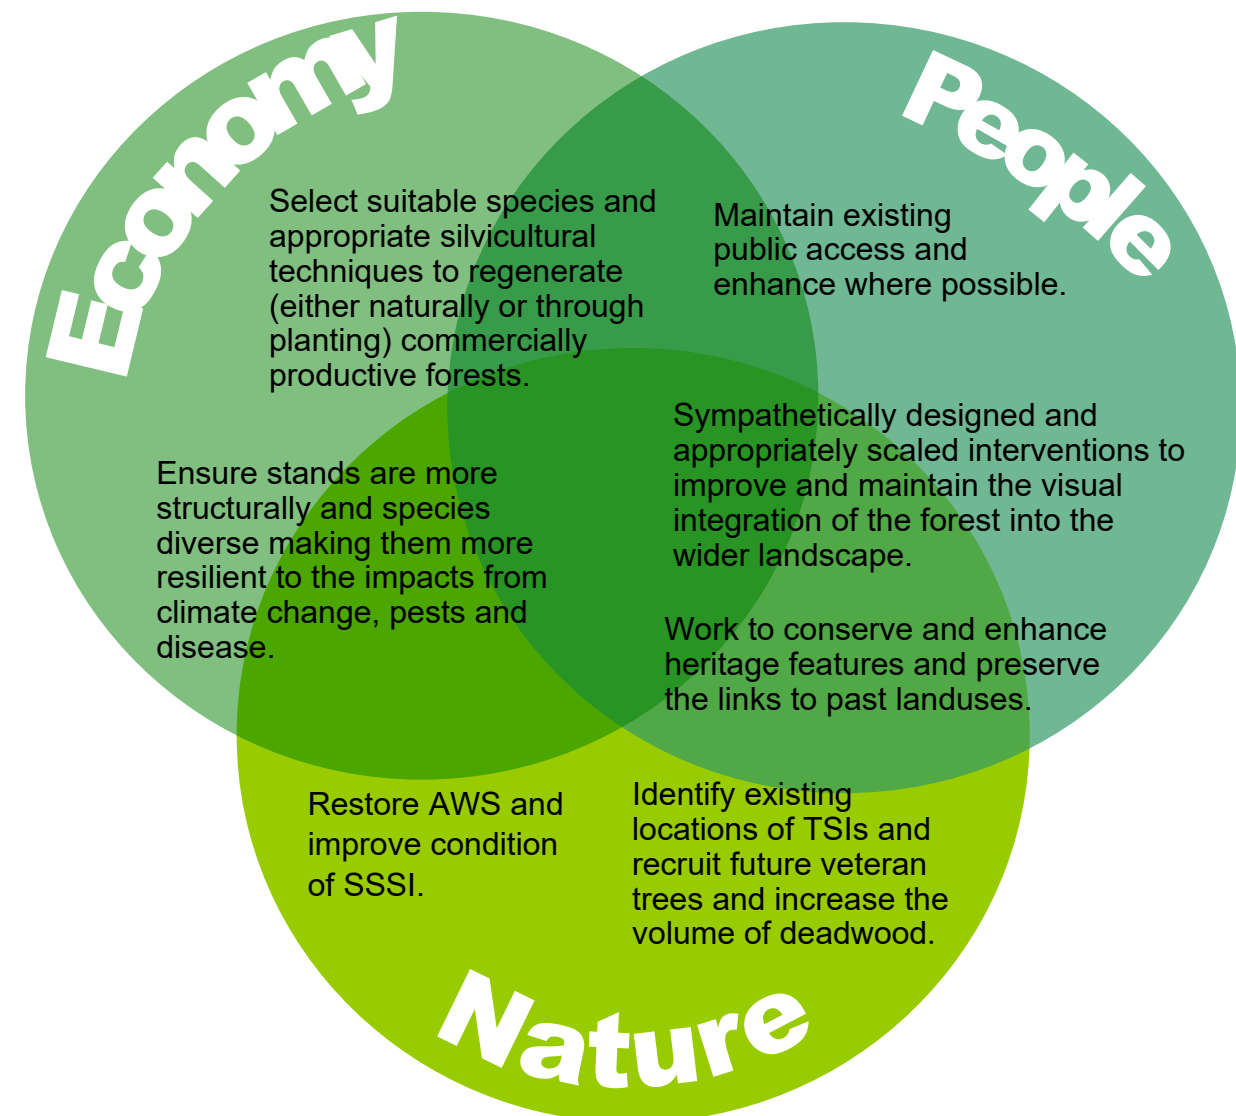 Economy
People
Select suitable species and
appropriate silvicultural
techniques to regenerate
(either naturally or through
planting) commercially
productive forests.
Maintain existing
public access and
enhance where possible.
Sympathetically designed and
appropriately scaled interventions to
improve and maintain the visual
integration of the forest into the
wider landscape.
Ensure stands are more
structurally and species
diverse making them more
resilient to the impacts from
climate change, pests and
disease.
Work to conserve and enhance
heritage features and preserve
the links to past landuses.
Restore AWS and
improve condition
of SSSI.
Identify existing
locations of TSIs and
recruit future veteran
trees and increase the
volume of deadwood.
Nature